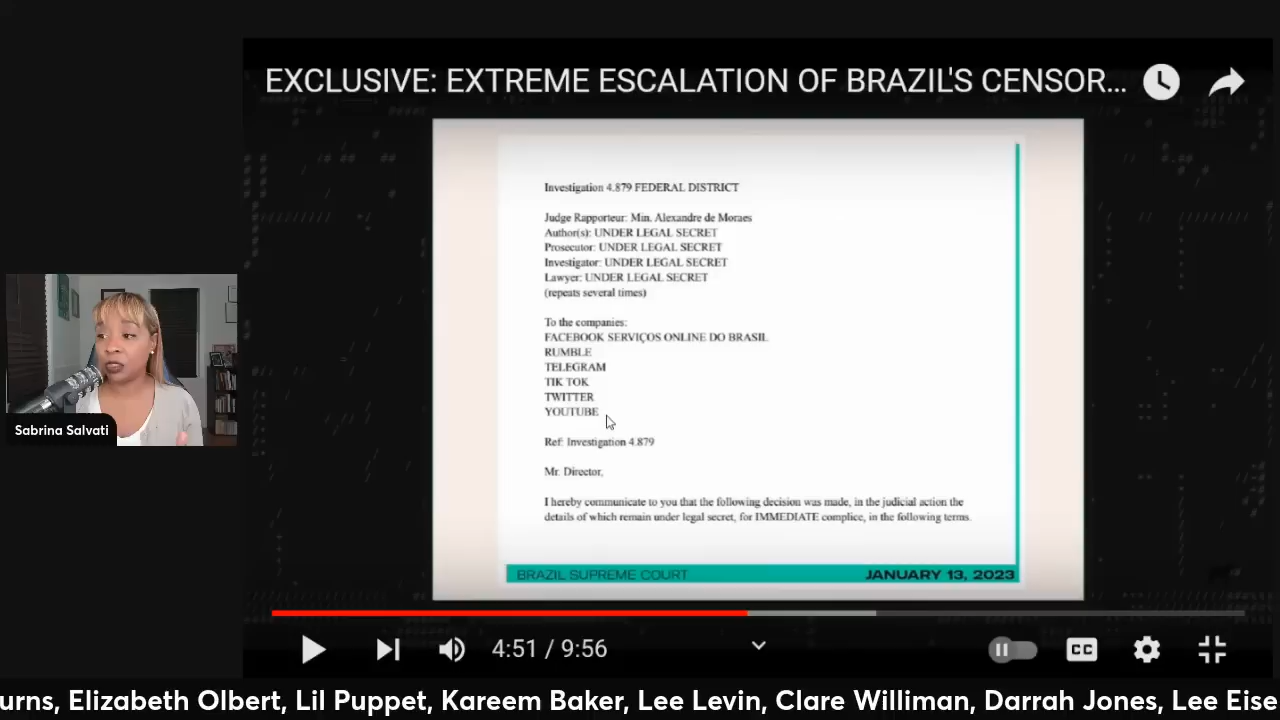 EXCLUSIVE: EXTREME ESCALATION OF BRAZIL'S CENSOR...
Investigation 4.879 FEDERAL DISTRICT
Judge Rapporteur: Min. Alexandre de Moraes
Author(s): UNDER LEGAL SECRET
Prosecutor: UNDER LEGAL SECRET
Investigator: UNDER LEGAL SECRET
Lawyer: UNDER LEGAL SECRET
(repeats several times)
To the companies:
FACEBOOK SERVIÇOS ONLINE DO BRASIL
RUMBLE
TELEGRAM
TIK TOK
TWITTER
YOUTUBE
Ref: Investigation 4.879
Mr. Director,
I hereby communicate to you that the following decision was made, in the judicial action the
details of which remain under legal secret, for IMMEDIATE complice, in the following terms.
BRAZIL SUPREME COURT JANUARY 13, 2023
Sabrina Salvati
4:51 / 9:56
CC
urns, Elizabeth Olbert, Lil Puppet, Kareem Baker, Lee Levin, Clare Williman, Darrah Jones, Lee Eise